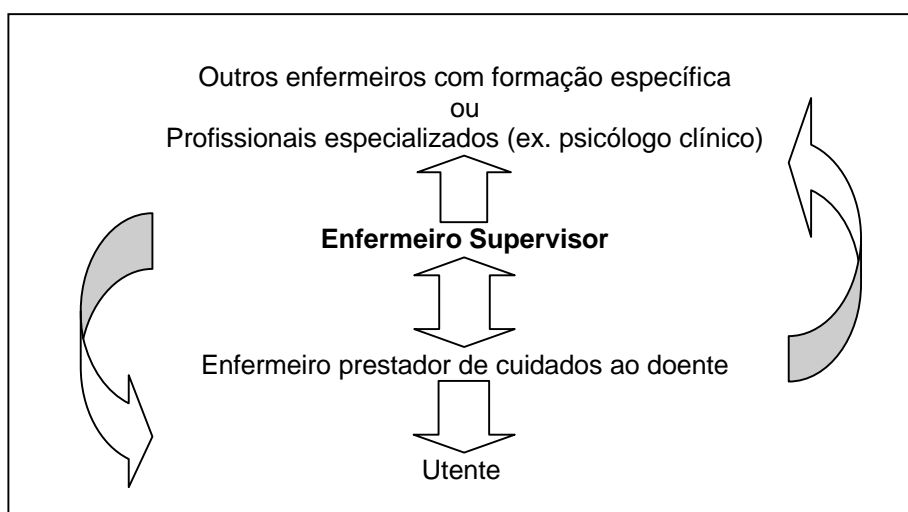 Outros enfermeiros com formação específica
ou
Profissionais especializados (ex. psicólogo clínico)
Enfermeiro Supervisor
Enfermeiro prestador de cuidados ao doente
Utente